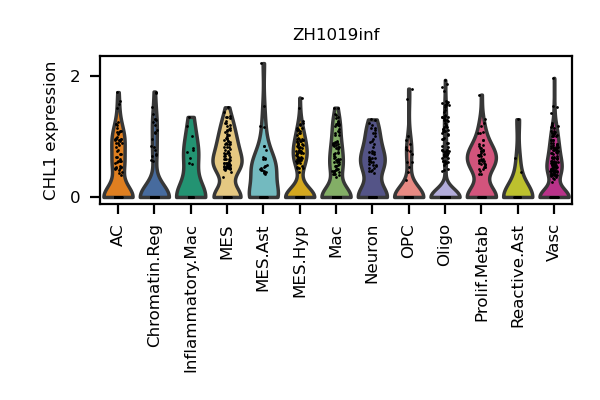 ZH1019inf
CHL1 expression
2
0
AC
Chromatin.Reg
Inflammatory.Mac
MES
MES.Ast
MES.Hyp
Mac
Neuron
OPC
Oligo
Prolif.Metab
Reactive.Ast
Vasc